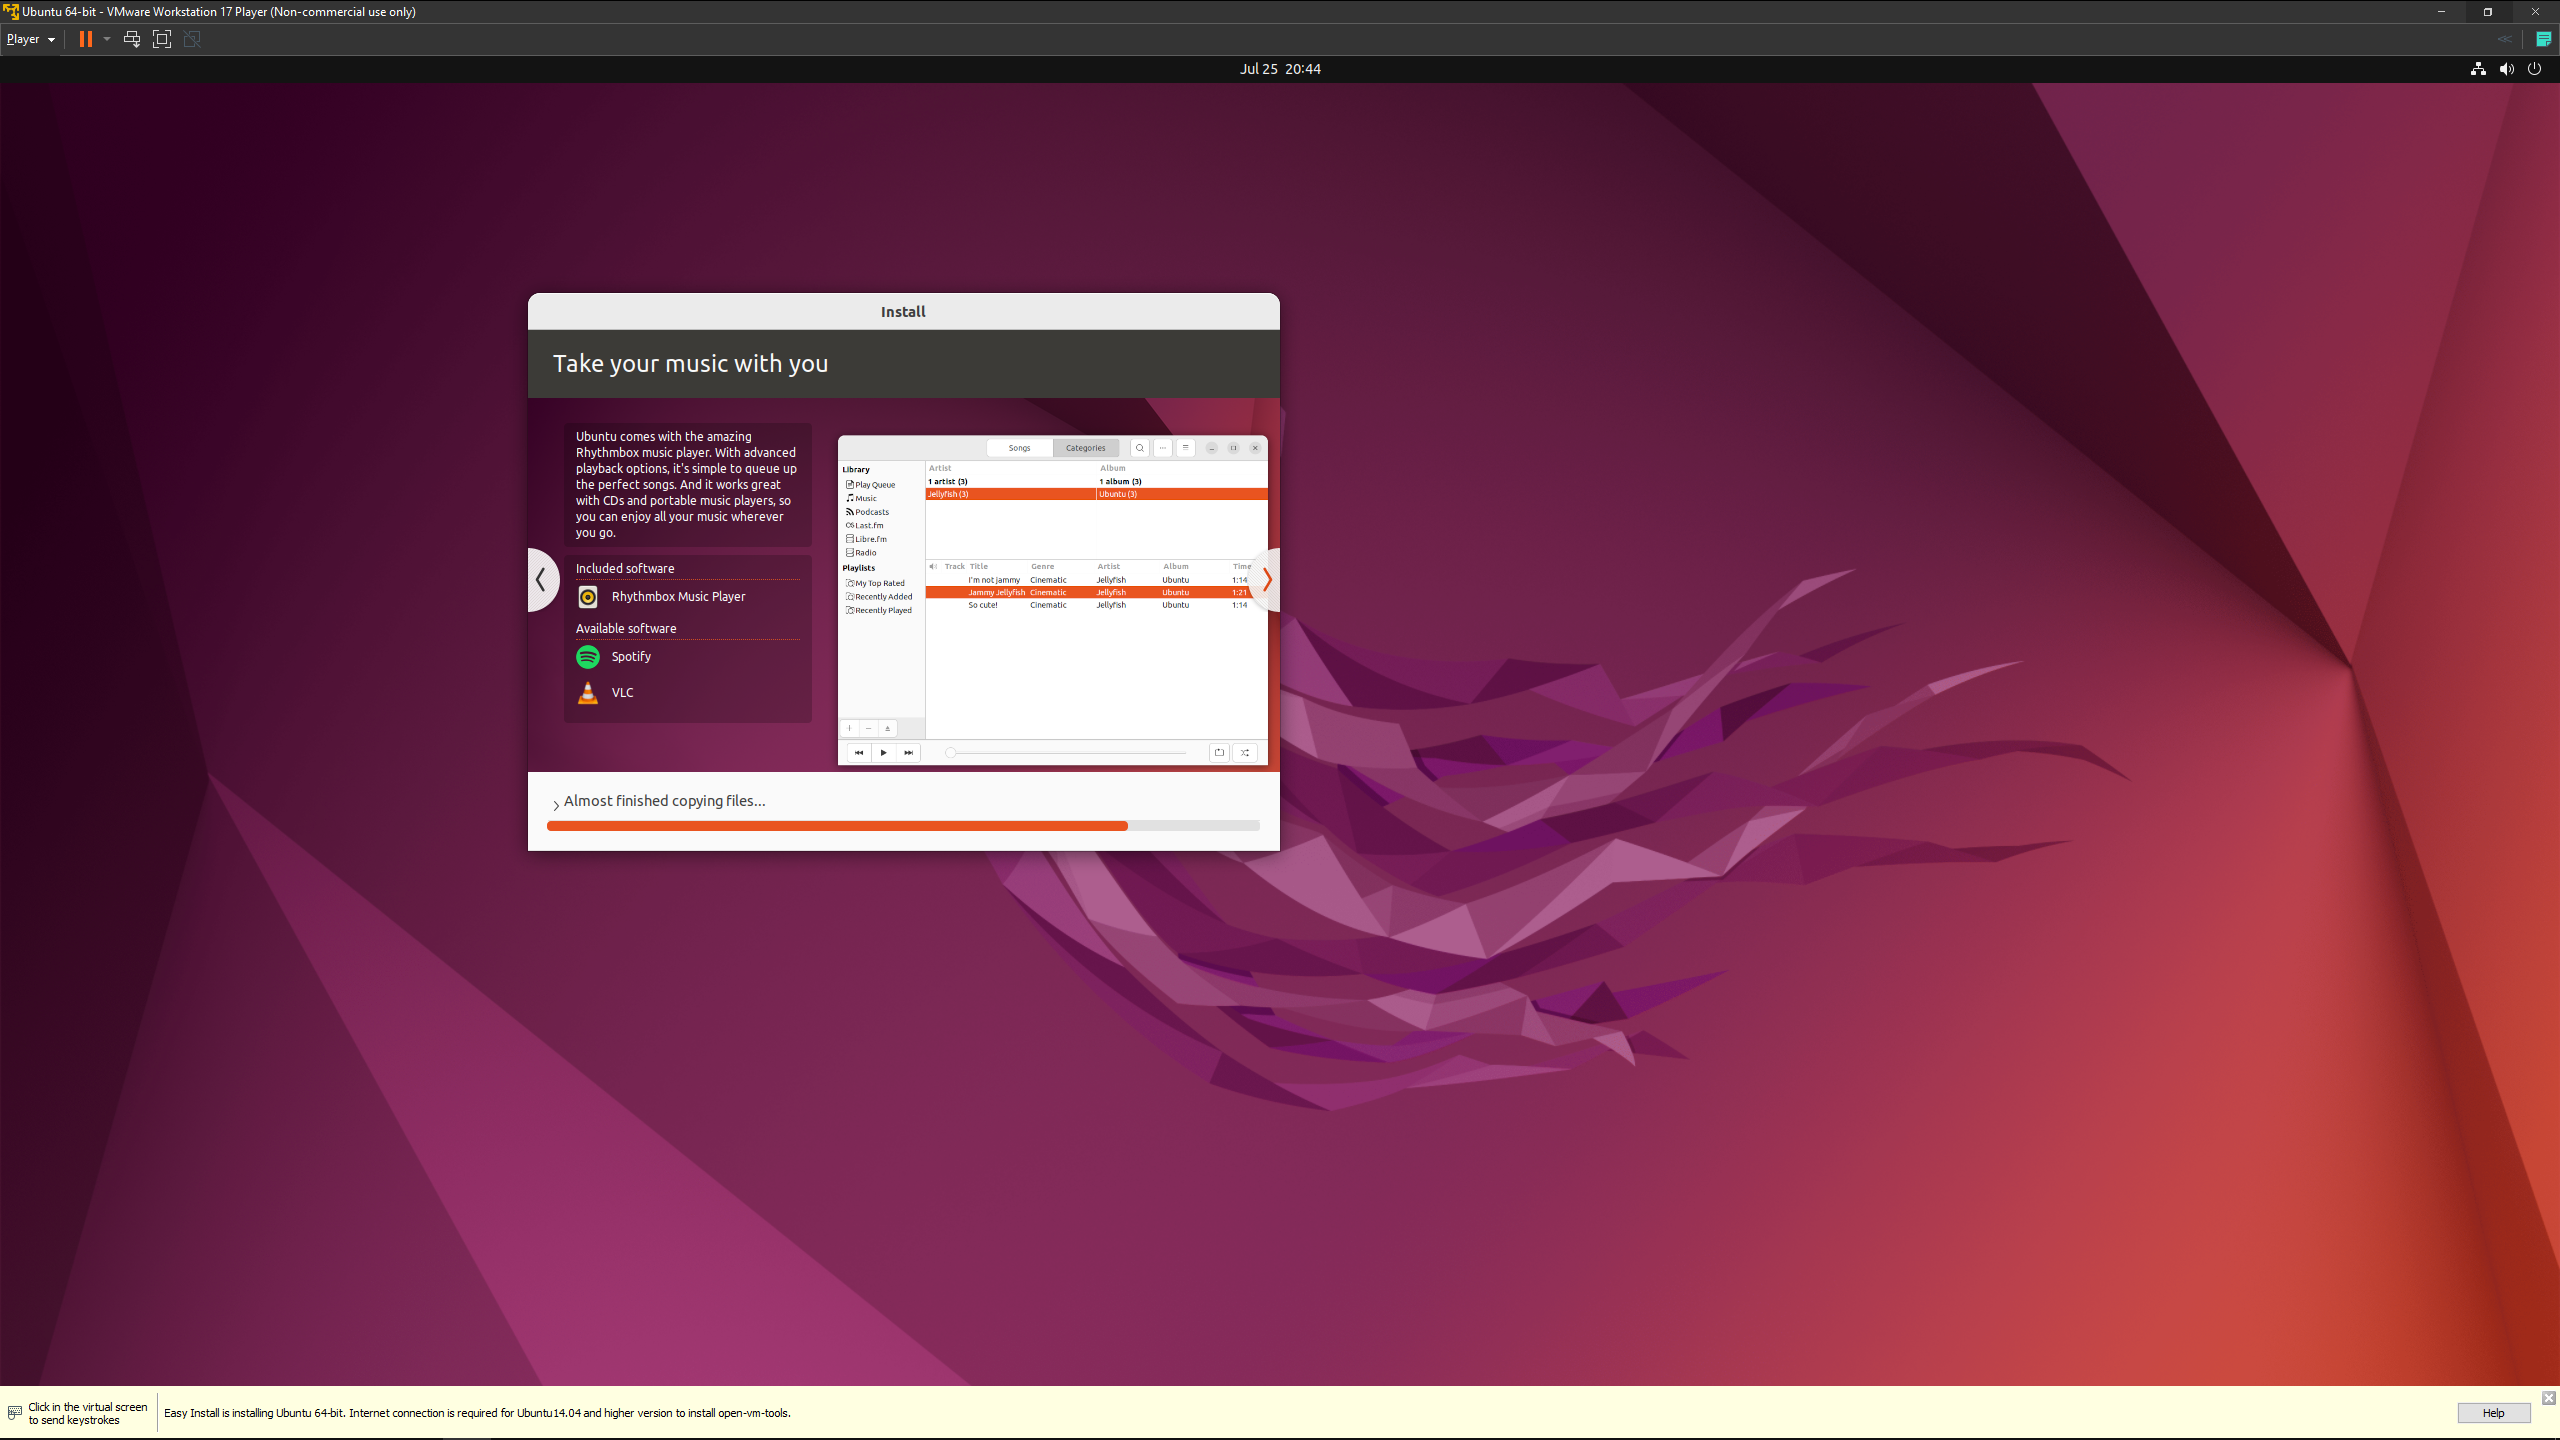 Ubuntu 64-bit - VMware Workstation 17 Player (Non-commercial use only)
Player
Jul 25 20:44
Install
Take your music with you
Ubuntu comes with the amazing
Rhythmbox music player. With advanced
playback options, it's simple to queue up
the perfect songs. And it works great
with CDs and portable music players, so
you can enjoy all your music wherever
you go.
Included software
Rhythmbox Music Player
Available software
Spotify
VLC
Songs Categories
Library
Play Queue
Music
Podcasts
Last.fm
Libre.fm
Radio
Playlists
My Top Rated
Recently Added
Recently Played
Artist Album
1 artist (3) 1 album (3)
Jellyfish (3) Ubuntu (3)
Track Title Genre Artist Album Time
I'm not jammy Cinematic Jellyfish Ubuntu 1:14
Jammy Jellyfish Cinematic Jellyfish Ubuntu 1:21
So cute! Cinematic Jellyfish Ubuntu 1:14
Almost finished copying files...
Click in the virtual screen
to send keystrokes
Easy Install is installing Ubuntu 64-bit. Internet connection is required for Ubuntu14.04 and higher version to install open-vm-tools.
Help